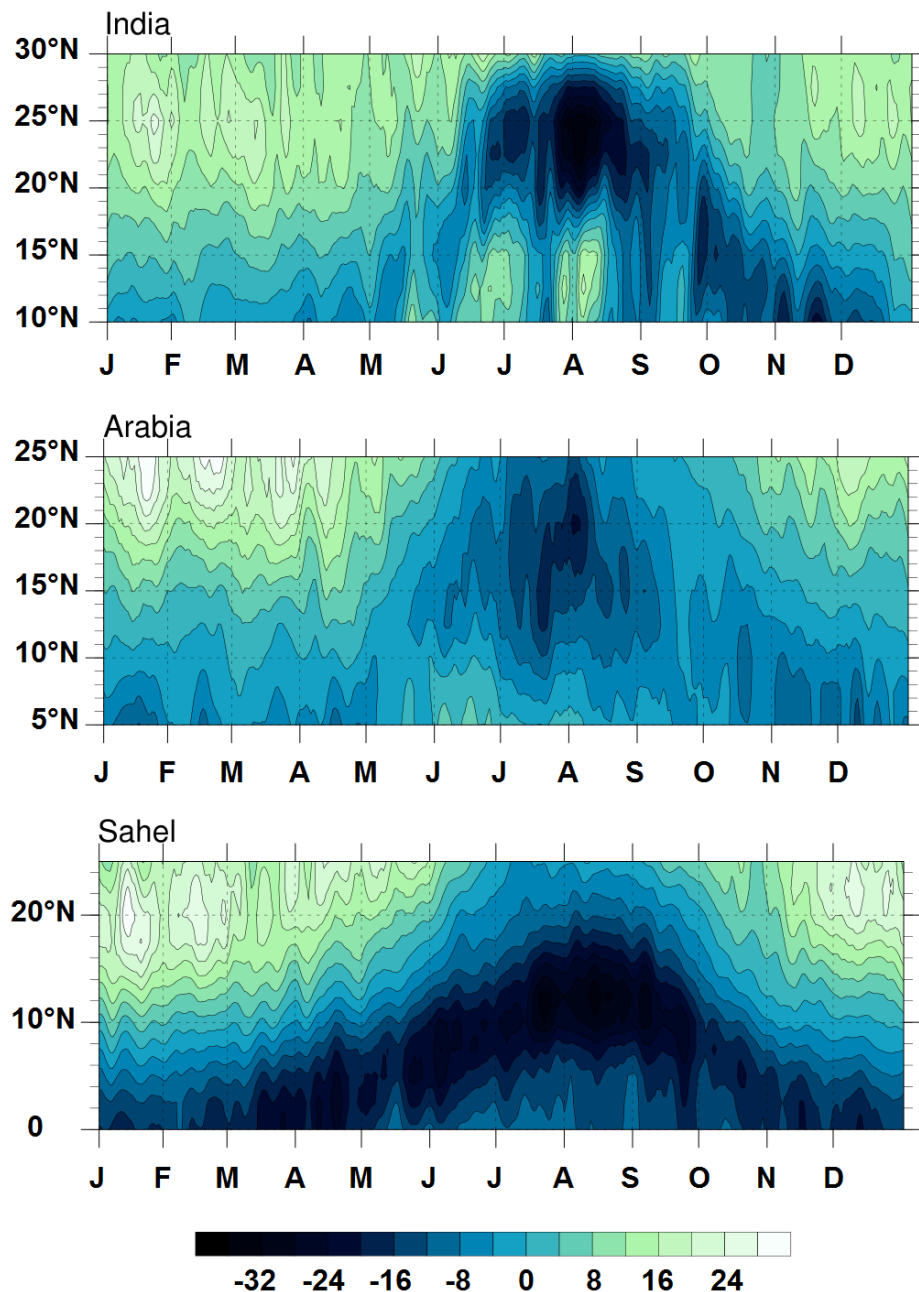 India
30°N
25°N
20°N
15°N
10°N
J F M A M J J A S O N D
Arabia
25°N
20°N
15°N
10°N
5°N
J F M A M J J A S O N D
Sahel
20°N
10°N
0
J F M A M J J A S O N D
-32 -24 -16 -8 0 8 16 24